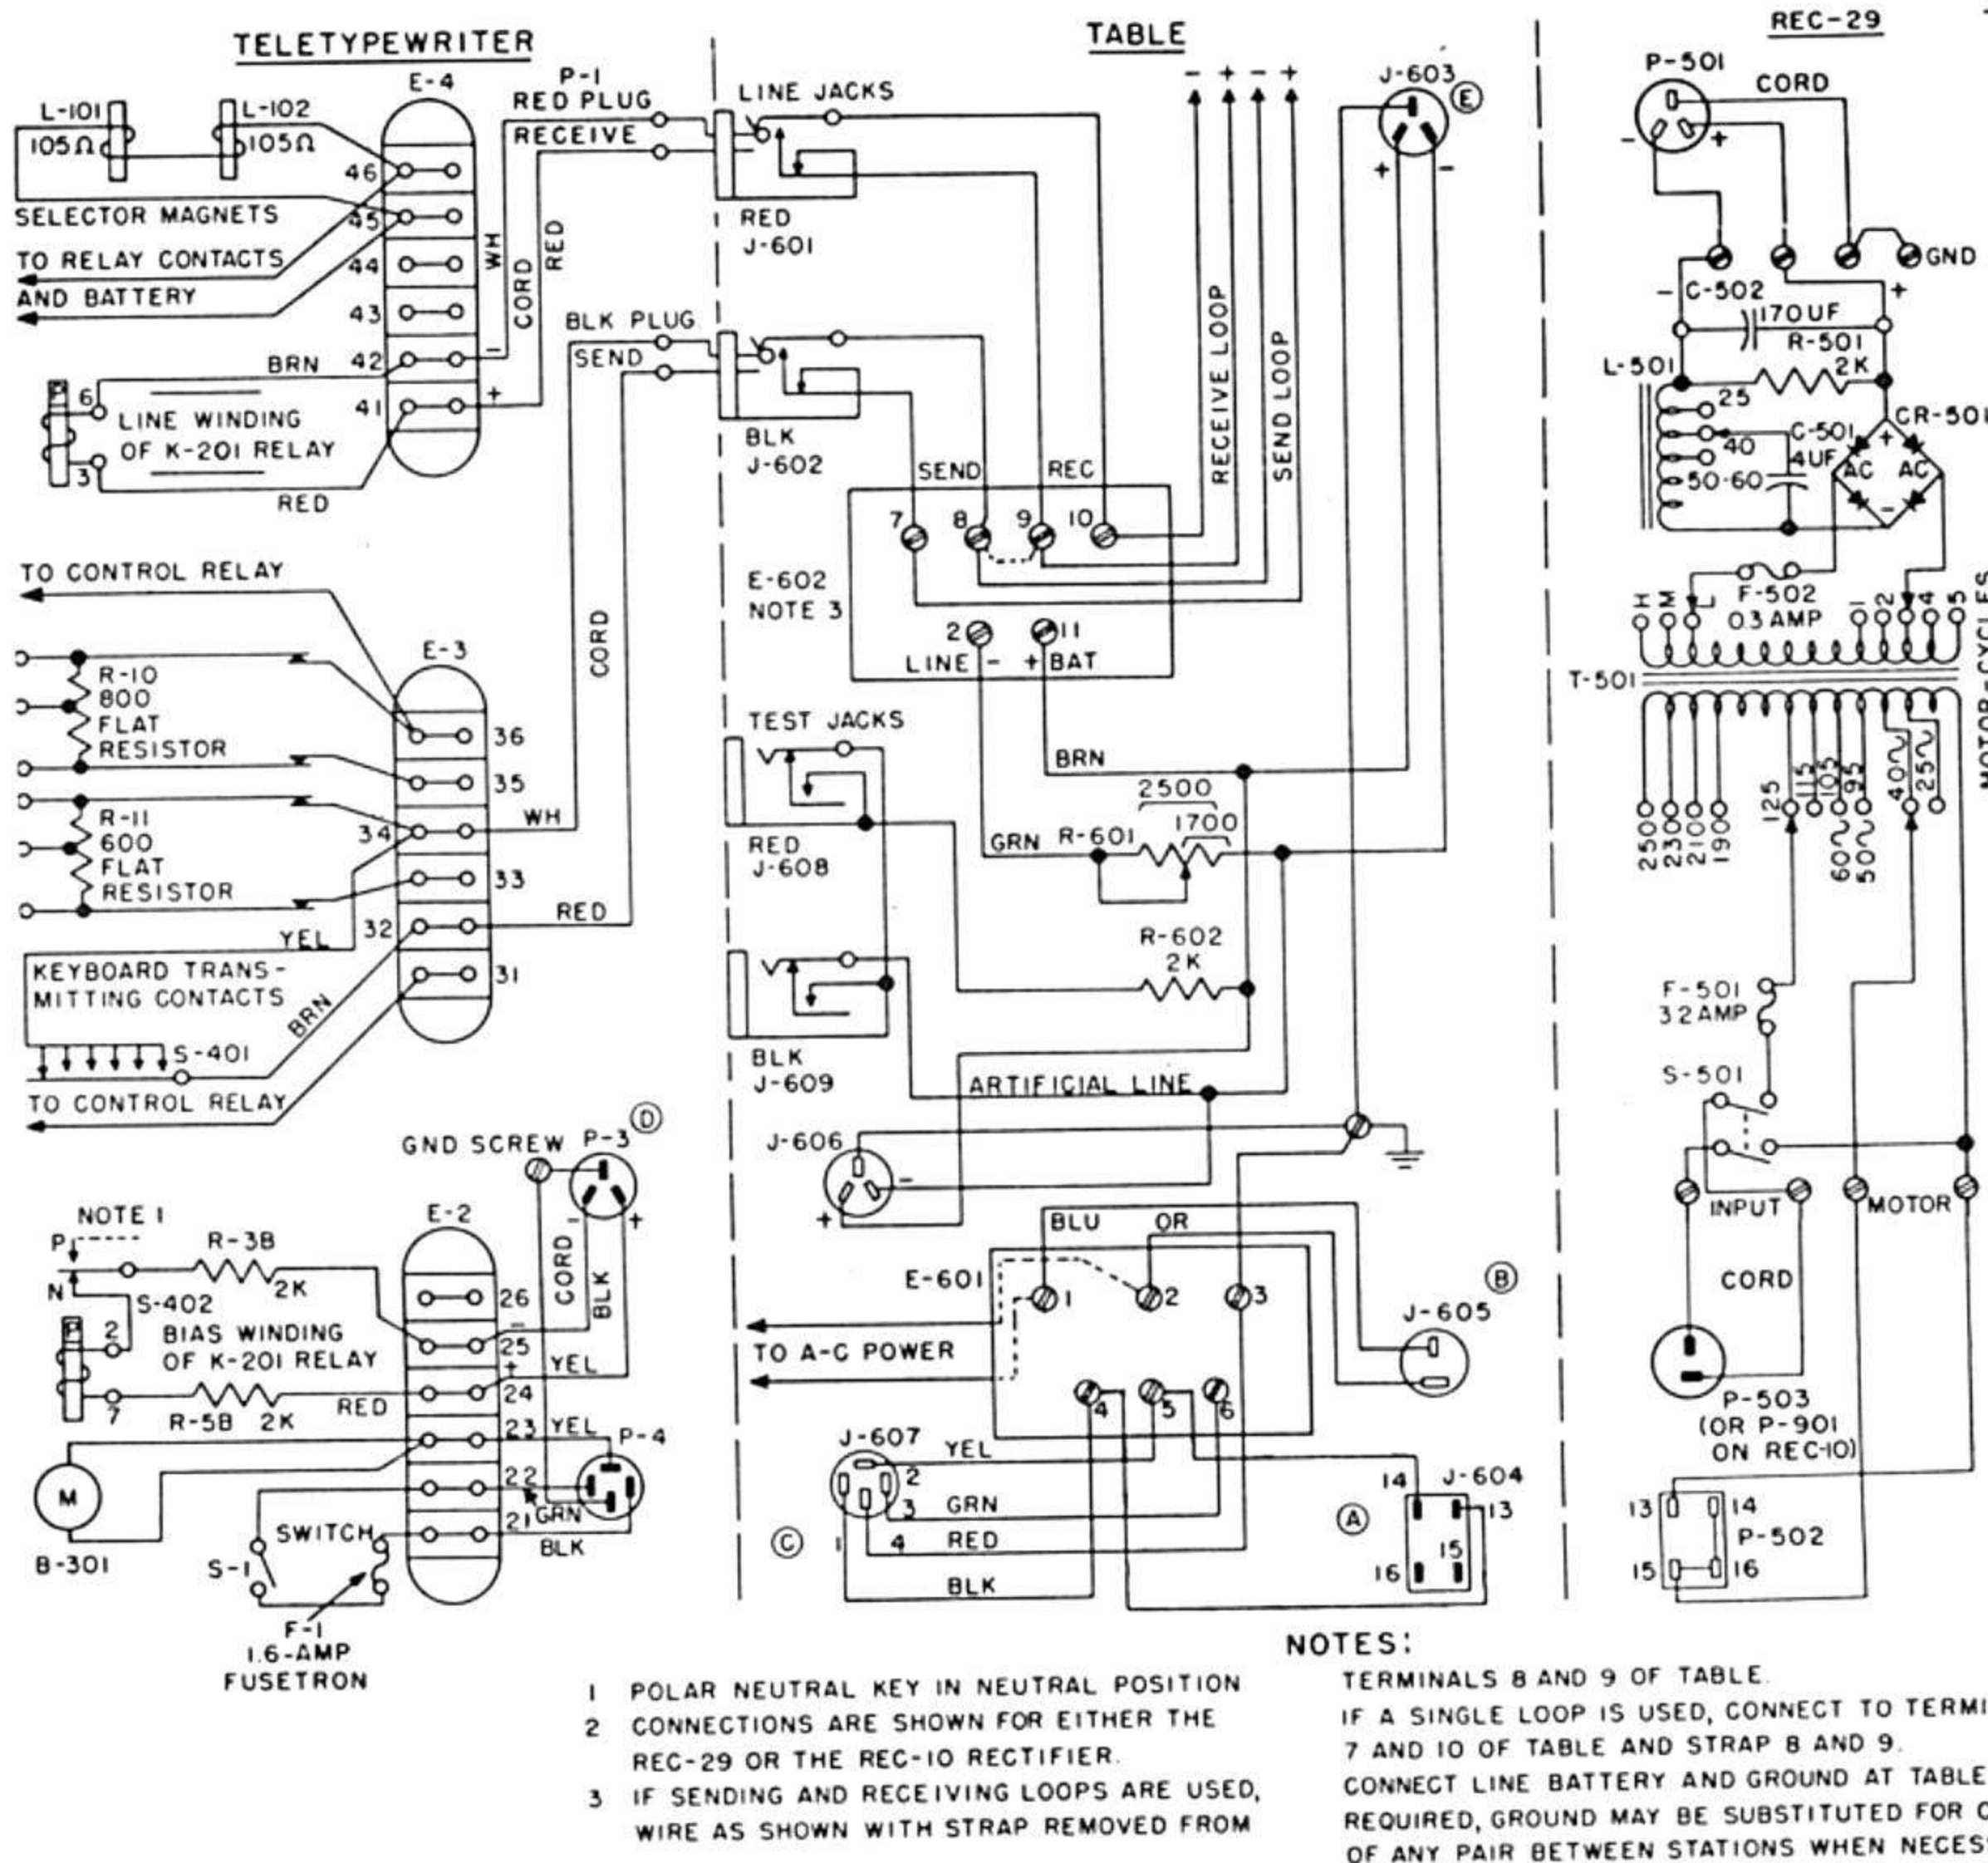 TELETYPEWRITER
E-4
L-101
105Ω
L-102
105Ω
46
45
44
43
42
41
SELECTOR MAGNETS
TO RELAY CONTACTS
AND BATTERY
BRN
P
6
3
LINE WINDING
OF K-201 RELAY
RED
P-1
RED PLUG
RECEIVE
WH
CORD
RED
-
+
BLK PLUG
SEND
CORD
TO CONTROL RELAY
E-3
R-10
800
FLAT
RESISTOR
R-11
600
FLAT
RESISTOR
36
35
34
33
32
31
WH
RED
YEL
KEYBOARD TRANS-
MITTING CONTACTS
BRN
S-401
TO CONTROL RELAY
GND SCREW
P-3
D
NOTE 1
P
N
R-3B
2K
S-402
P
2
7
BIAS WINDING
OF K-201 RELAY
R-5B 2K
RED
E-2
26
25
24
23
22
21
-
+
-
+
CORD
BLK
YEL
YEL
P-4
GRN
BLK
M
B-301
SWITCH
S-1
F-1
1.6-AMP
FUSETRON
TABLE
LINE JACKS
RED
J-601
BLK
J-602
- + - +
RECEIVE LOOP
SEND LOOP
J-603
E
+
-
SEND
REC
7
8
9
10
E-602
NOTE 3
2
11
LINE - + BAT
TEST JACKS
RED
J-608
BLK
J-609
BRN
2500
1700
GRN R-601
R-602
2K
ARTIFICIAL LINE
J-606
-
+
BLU
OR
E-601
1
2
3
4
5
6
TO A-C POWER
B
J-605
J-607
YEL
2
3
GRN
4
RED
1
BLK
C
A
14
J-604
13
15
16
REC-29
P-501
CORD
-
+
GND
-
+
C-502
170UF
R-501
2K
L-501
25
40
50-60
C-501
4UF
CR-501
+
AC
AC
-
F-502
0.3 AMP
H
M
L
1
2
4
5
T-501
MOTOR-CYCLES
250
230
210
190
125
115
105
95
60∿
50∿
40∿
25∿
F-501
3.2 AMP
S-501
INPUT
MOTOR
CORD
P-503
(OR P-901
ON REC-10)
13
14
P-502
15
16
NOTES:
1 POLAR NEUTRAL KEY IN NEUTRAL POSITION
2 CONNECTIONS ARE SHOWN FOR EITHER THE
REC-29 OR THE REC-10 RECTIFIER.
3 IF SENDING AND RECEIVING LOOPS ARE USED,
WIRE AS SHOWN WITH STRAP REMOVED FROM
TERMINALS 8 AND 9 OF TABLE.
IF A SINGLE LOOP IS USED, CONNECT TO TERMI
7 AND 10 OF TABLE AND STRAP 8 AND 9.
CONNECT LINE BATTERY AND GROUND AT TABLE
REQUIRED, GROUND MAY BE SUBSTITUTED FOR
OF ANY PAIR BETWEEN STATIONS WHEN NECES